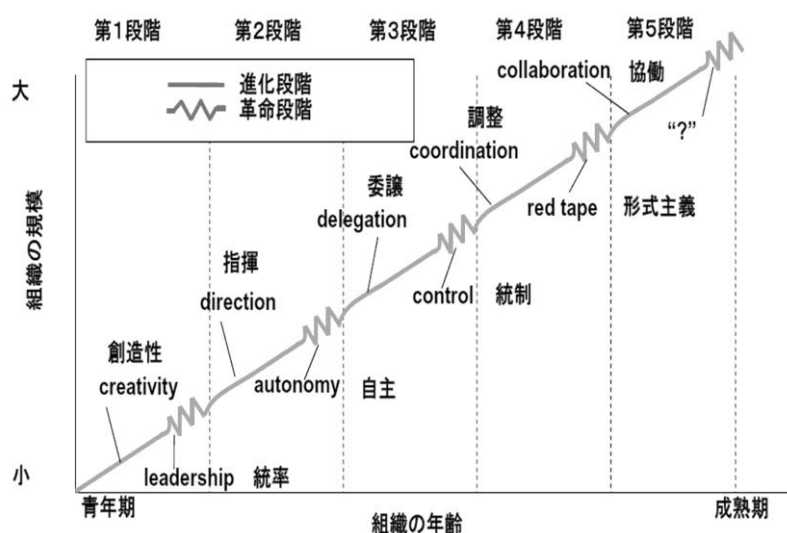 第1段階
第2段階
第3段階
第4段階
第5段階
進化段階
革命段階
大
小
組織の規模
collaboration 協働
“?”
調整
coordination
red tape 形式主義
委譲
delegation
control 統制
指揮
direction
autonomy 自主
創造性
creativity
leadership 統率
青年期
組織の年齢
成熟期